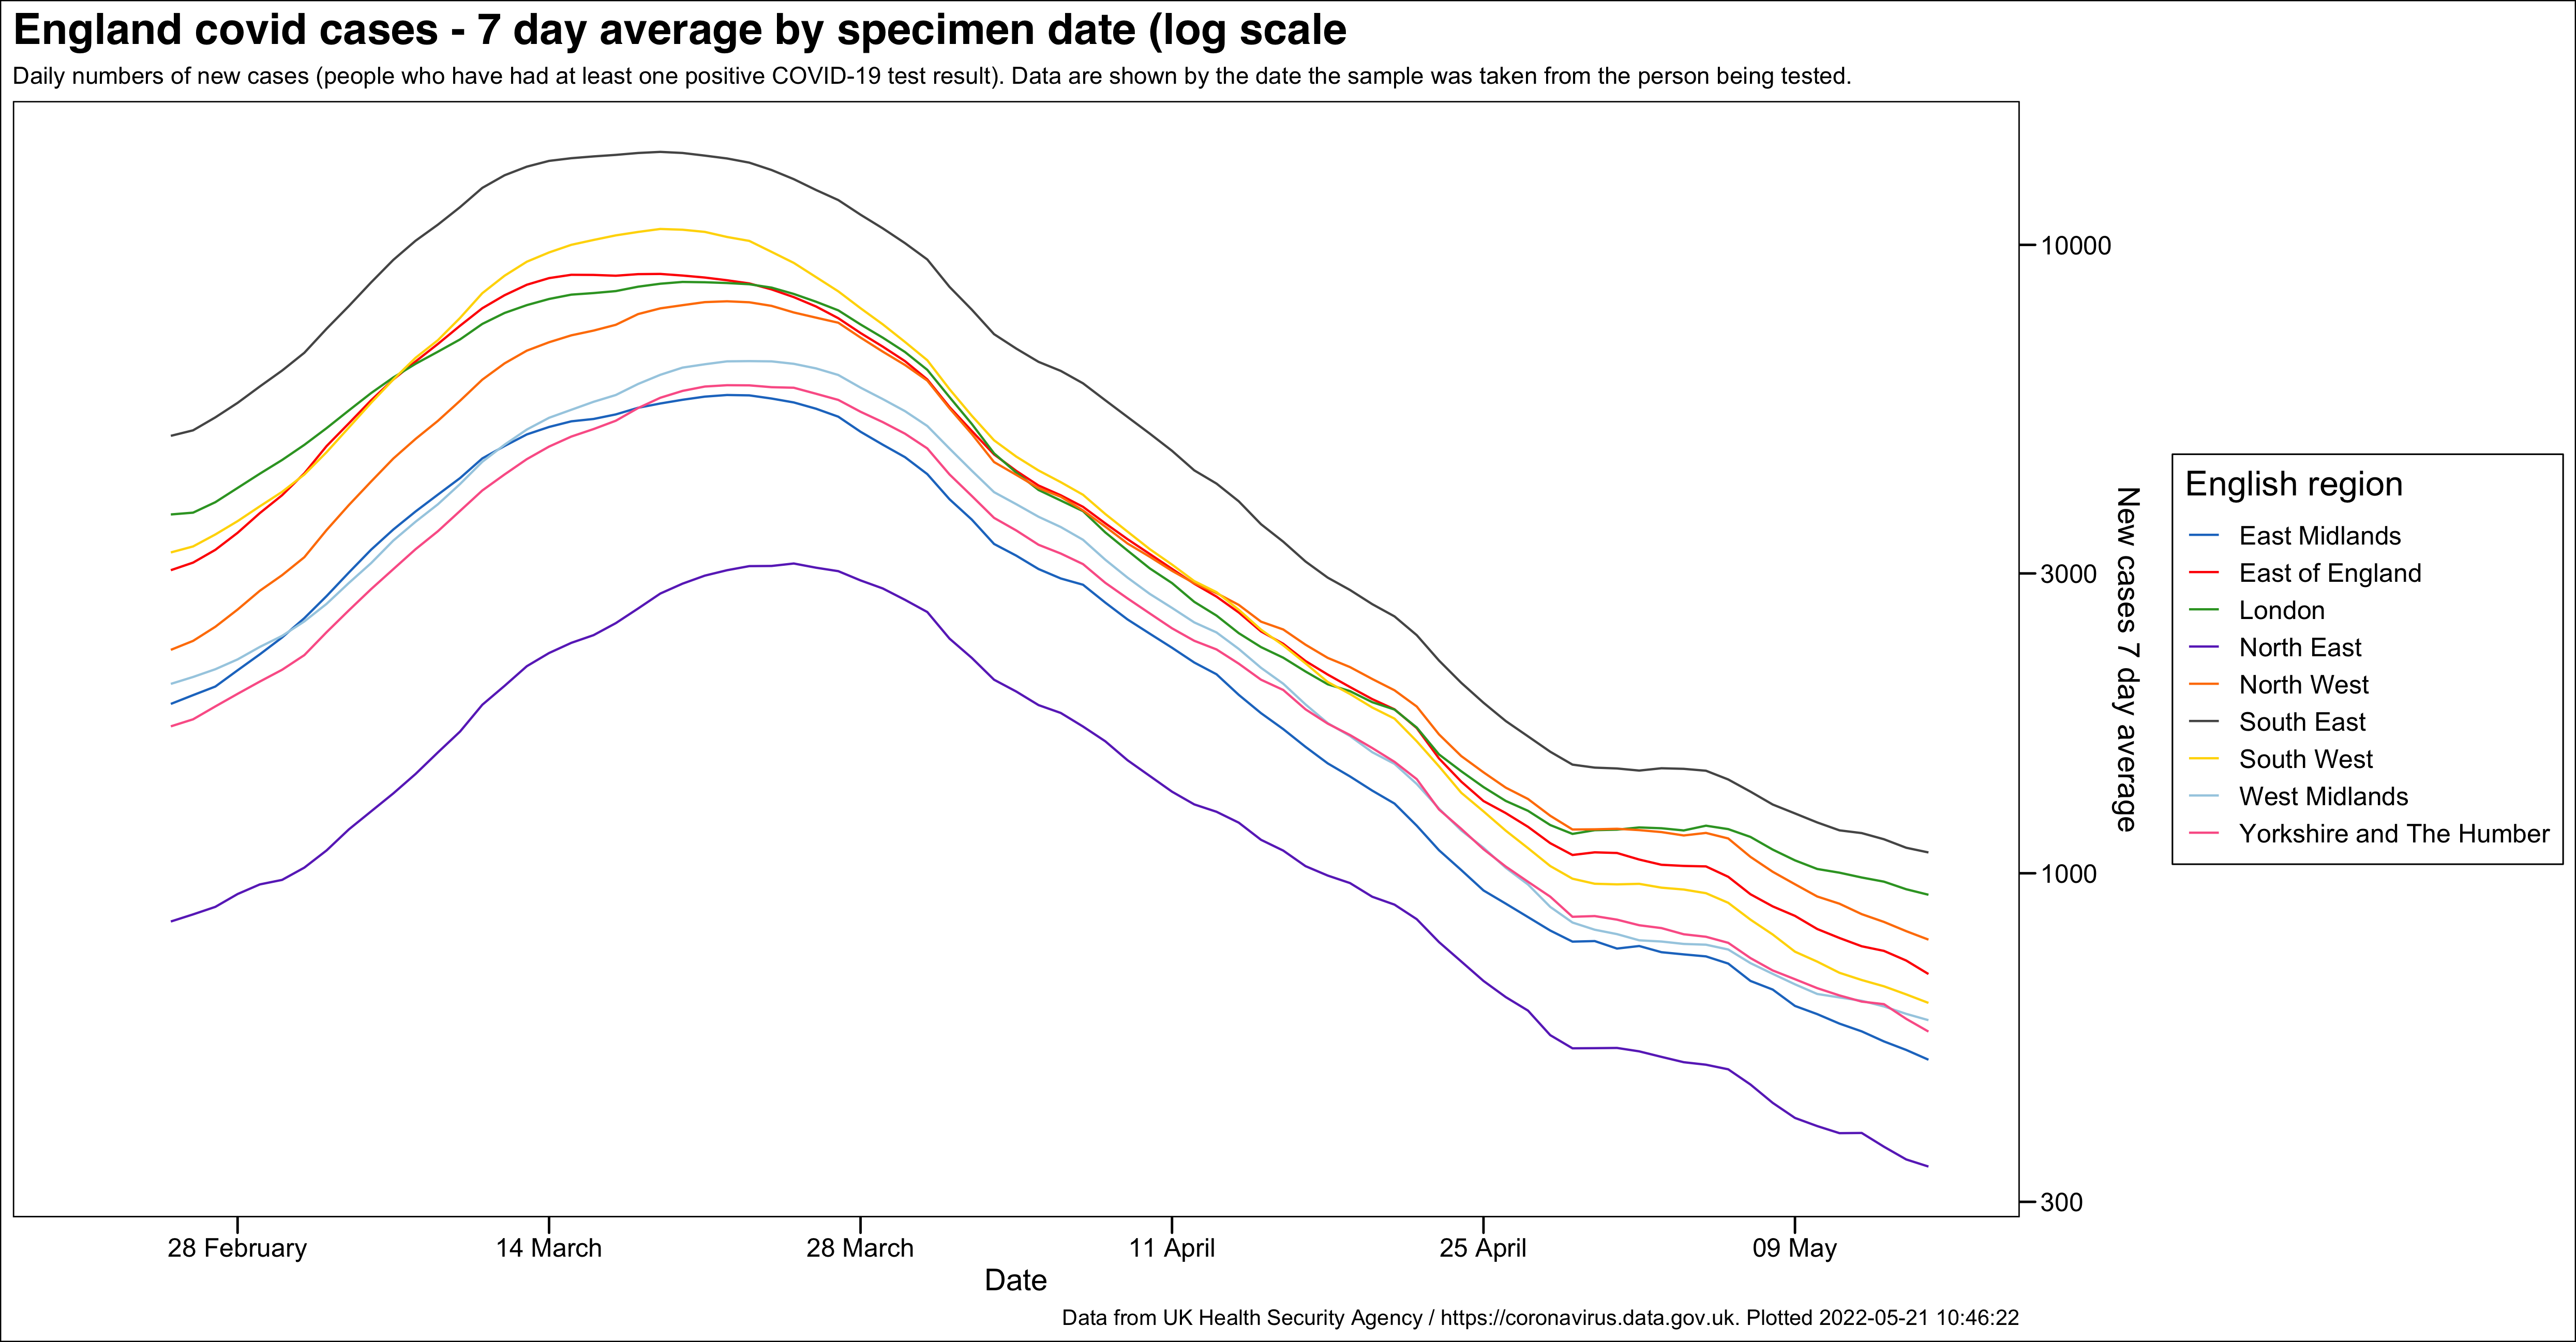 England covid cases - 7 day average by specimen date (log scale
Daily numbers of new cases (people who have had at least one positive COVID-19 test result). Data are shown by the date the sample was taken from the person being tested.
10000
3000
1000
300
New cases 7 day average
English region
East Midlands
East of England
London
North East
North West
South East
South West
West Midlands
Yorkshire and The Humber
28 February
14 March
28 March
11 April
25 April
09 May
Date
Data from UK Health Security Agency / https://coronavirus.data.gov.uk. Plotted 2022-05-21 10:46:22